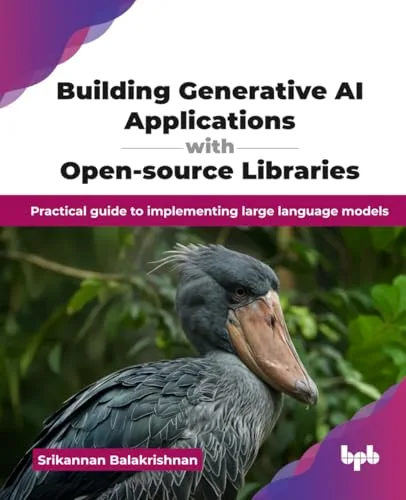 Building Generative AI
Applications
with
Open-source Libraries
Practical guide to implementing large language models
Srikannan Balakrishnan
bpb